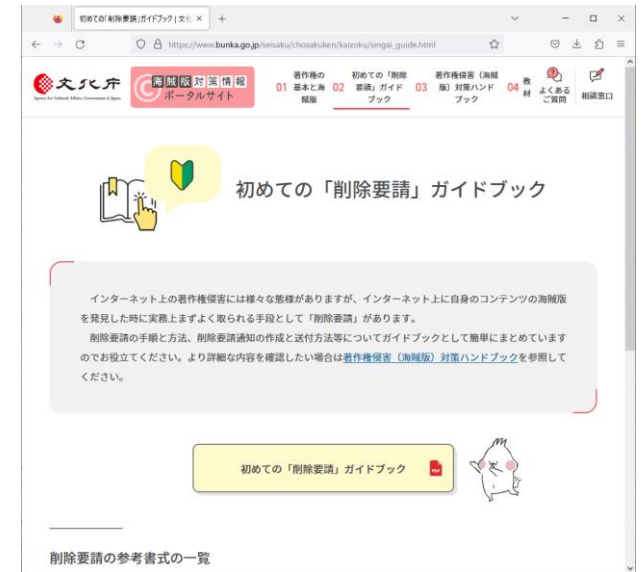 初めての「削除要請」ガイドブック | 文化
https://www.bunka.go.jp/seisaku/chosakuken/kaizoku/singai_guide.html
文化庁
Agency for Cultural Affairs, Government of Japan
海賊版対策情報
ポータルサイト
01 著作権の基本と海賊版
02 初めての「削除要請」ガイドブック
03 著作権侵害（海賊版）対策ハンドブック
04 教材
よくあるご質問
相談窓口
初めての「削除要請」ガイドブック
インターネット上の著作権侵害には様々な態様がありますが、インターネット上に自身のコンテンツの海賊版
を発見した時に実務上まずよく取られる手段として「削除要請」があります。
削除要請の手順と方法、削除要請通知の作成と送付方法等についてガイドブックとして簡単にまとめています
のでお役立てください。より詳細な内容を確認したい場合は著作権侵害（海賊版）対策ハンドブックを参照して
ください。
初めての「削除要請」ガイドブック
PDF
削除要請の参考書式の一覧